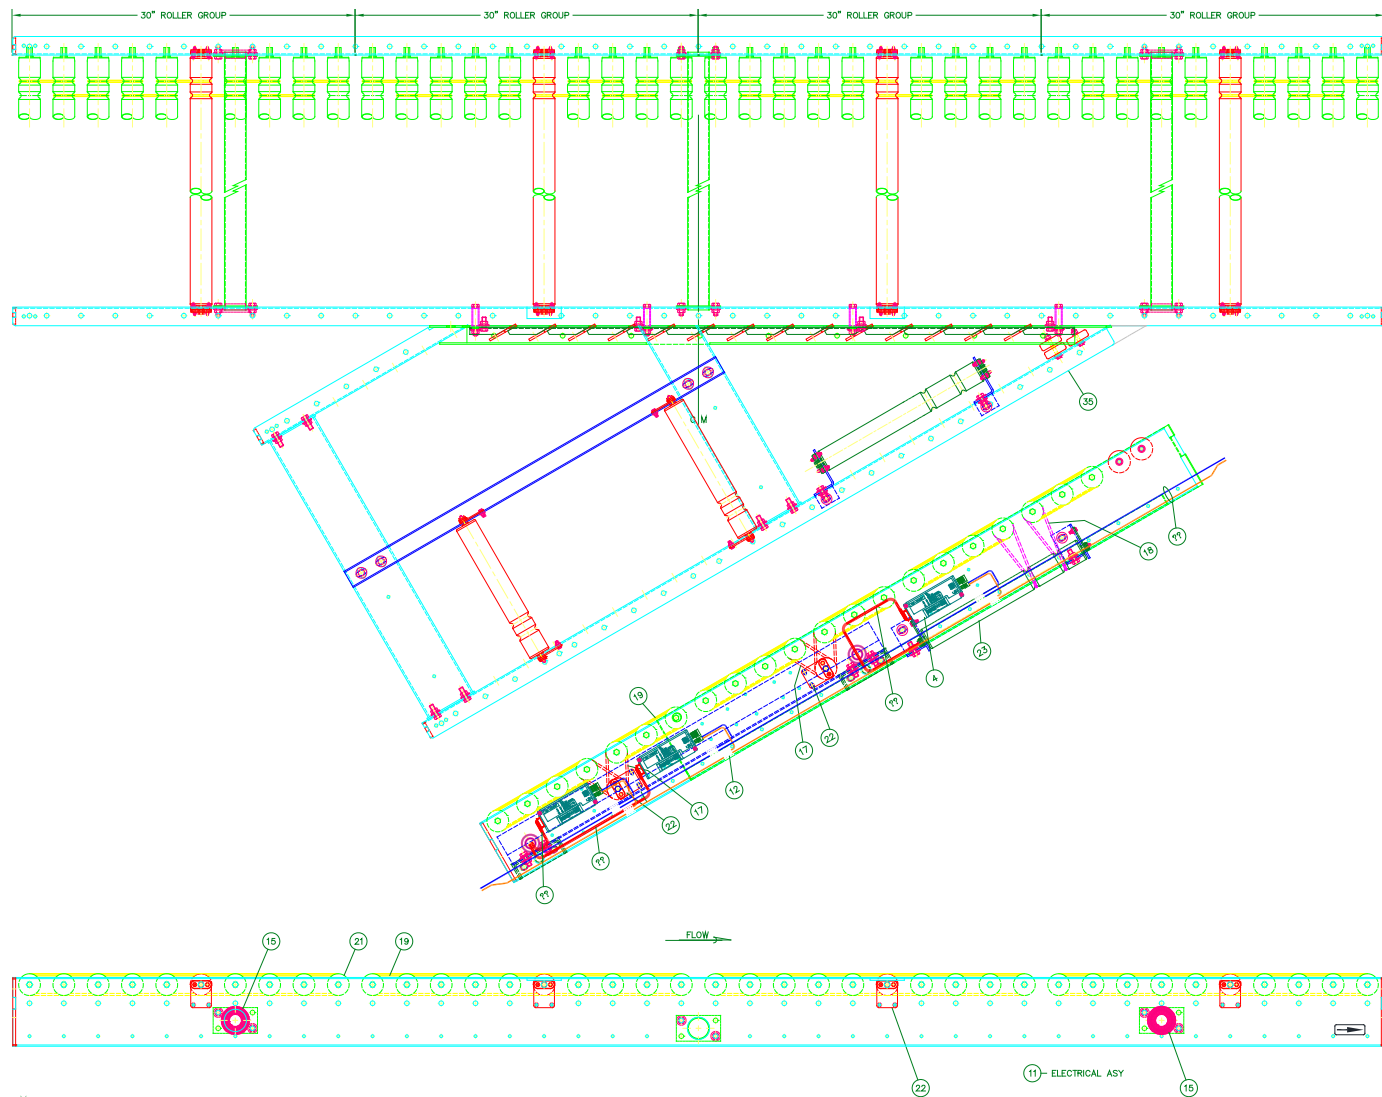 30" ROLLER GROUP
30" ROLLER GROUP
30" ROLLER GROUP
30" ROLLER GROUP
M
35
??
18
23
4
??
22
17
19
12
17
22
??
??
FLOW
15
21
19
22
11 ELECTRICAL ASY
15